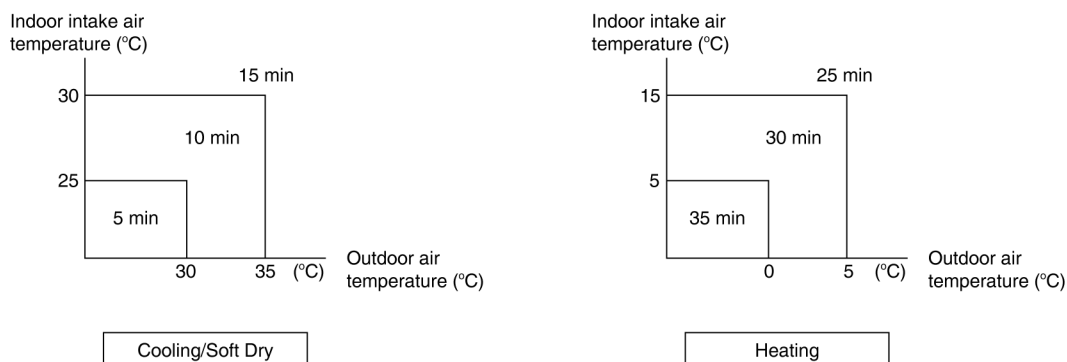 Indoor intake air
temperature (°C)
15 min
30
10 min
25
5 min
30
35
(°C)
Outdoor air
temperature (°C)
Cooling/Soft Dry
Indoor intake air
temperature (°C)
25 min
15
30 min
5
35 min
0
5
(°C)
Outdoor air
temperature (°C)
Heating